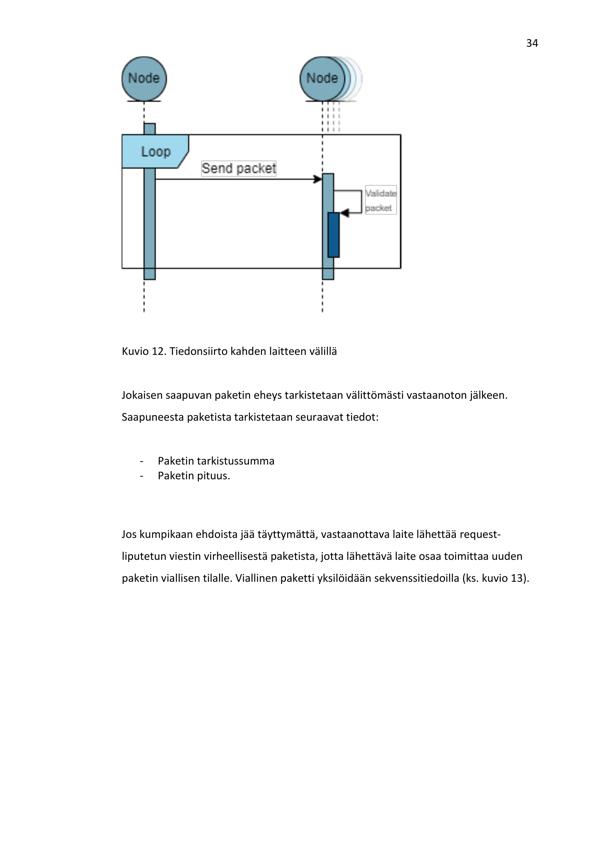 34
Node
Node
Loop
Send packet
Validate
packet
Kuvio 12. Tiedonsiirto kahden laitteen välillä
Jokaisen saapuvan paketin eheys tarkistetaan välittömästi vastaanoton jälkeen.
Saapuneesta paketista tarkistetaan seuraavat tiedot:
- Paketin tarkistussumma
- Paketin pituus.
Jos kumpikaan ehdoista jää täyttymättä, vastaanottava laite lähettää request-
liputetun viestin virheellisestä paketista, jotta lähettävä laite osaa toimittaa uuden
paketin viallisen tilalle. Viallinen paketti yksilöidään sekvenssitiedoilla (ks. kuvio 13).